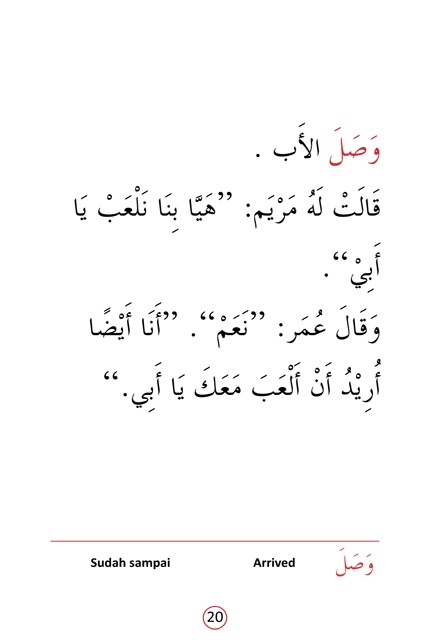 وَصَلَ الأَب .
قَالَتْ لَهُ مَرْيَم: ”هَيَّا بِنَا نَلْعَبْ يَا
أَبِيْ“.
وَقَالَ عُمَر: ”نَعَمْ“. ”أَنَا أَيْضًا
أُرِيْدُ أَنْ أَلْعَبَ مَعَكَ يَا أَبِي.“
Sudah sampai Arrived وَصَلَ
20